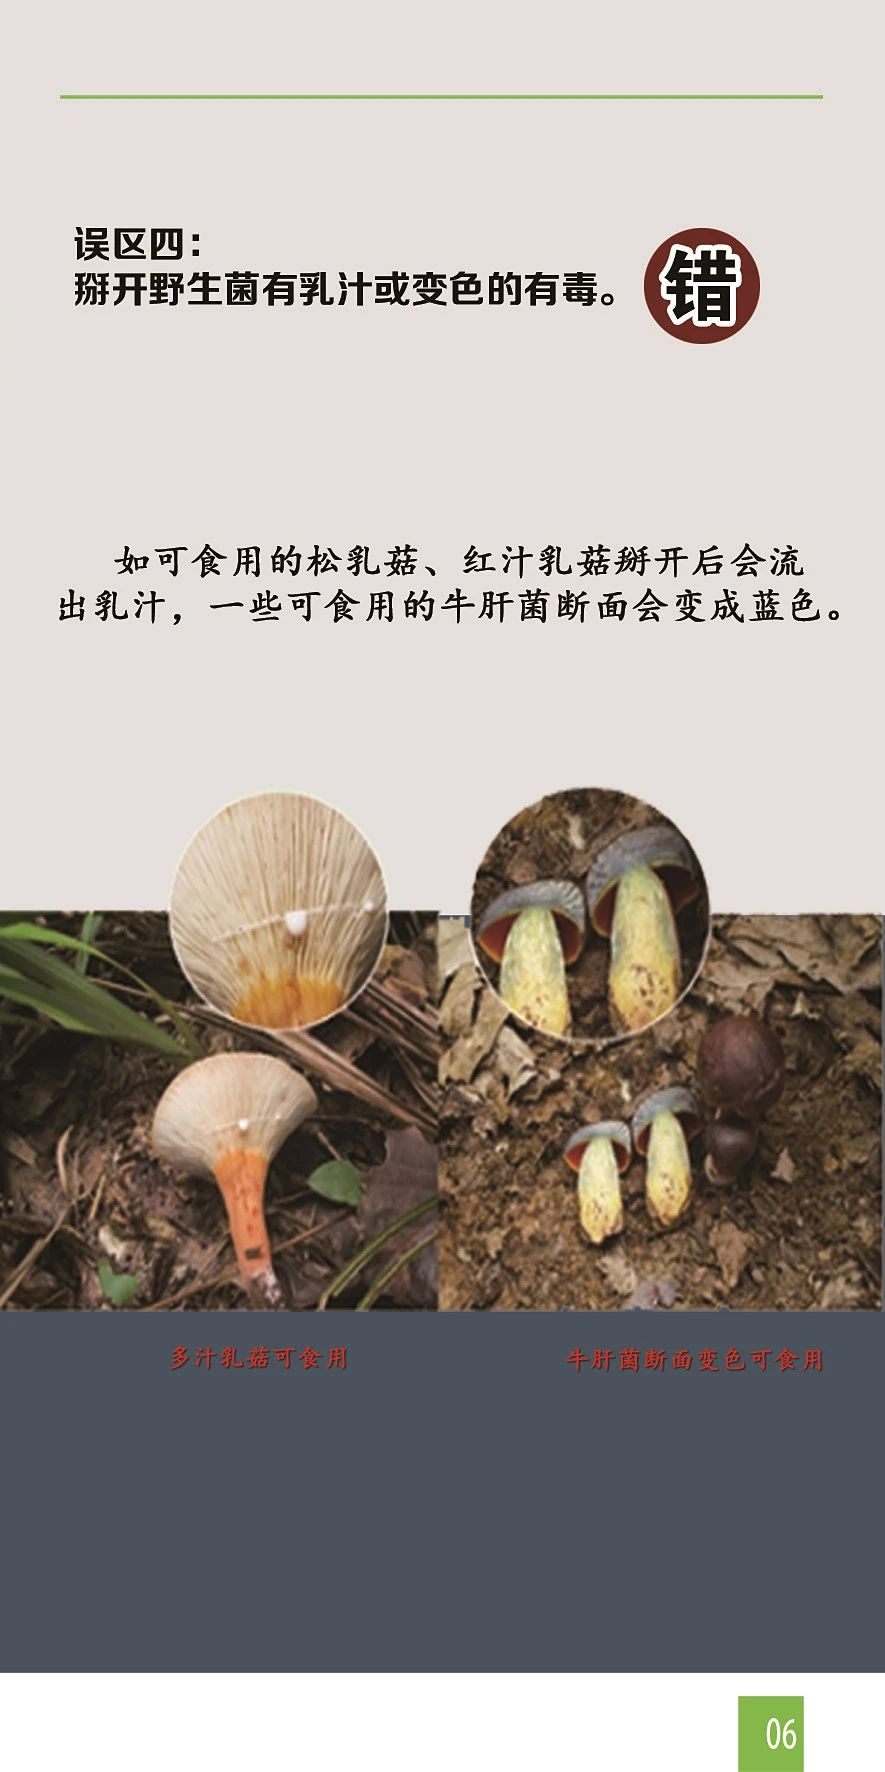 误区四：
掰开野生菌有乳汁或变色的有毒。
错
如可食用的松乳菇、红汁乳菇掰开后会流
出乳汁，一些可食用的牛肝菌断面会变成蓝色。
多汁乳菇可食用
牛肝菌断面变色可食用
06